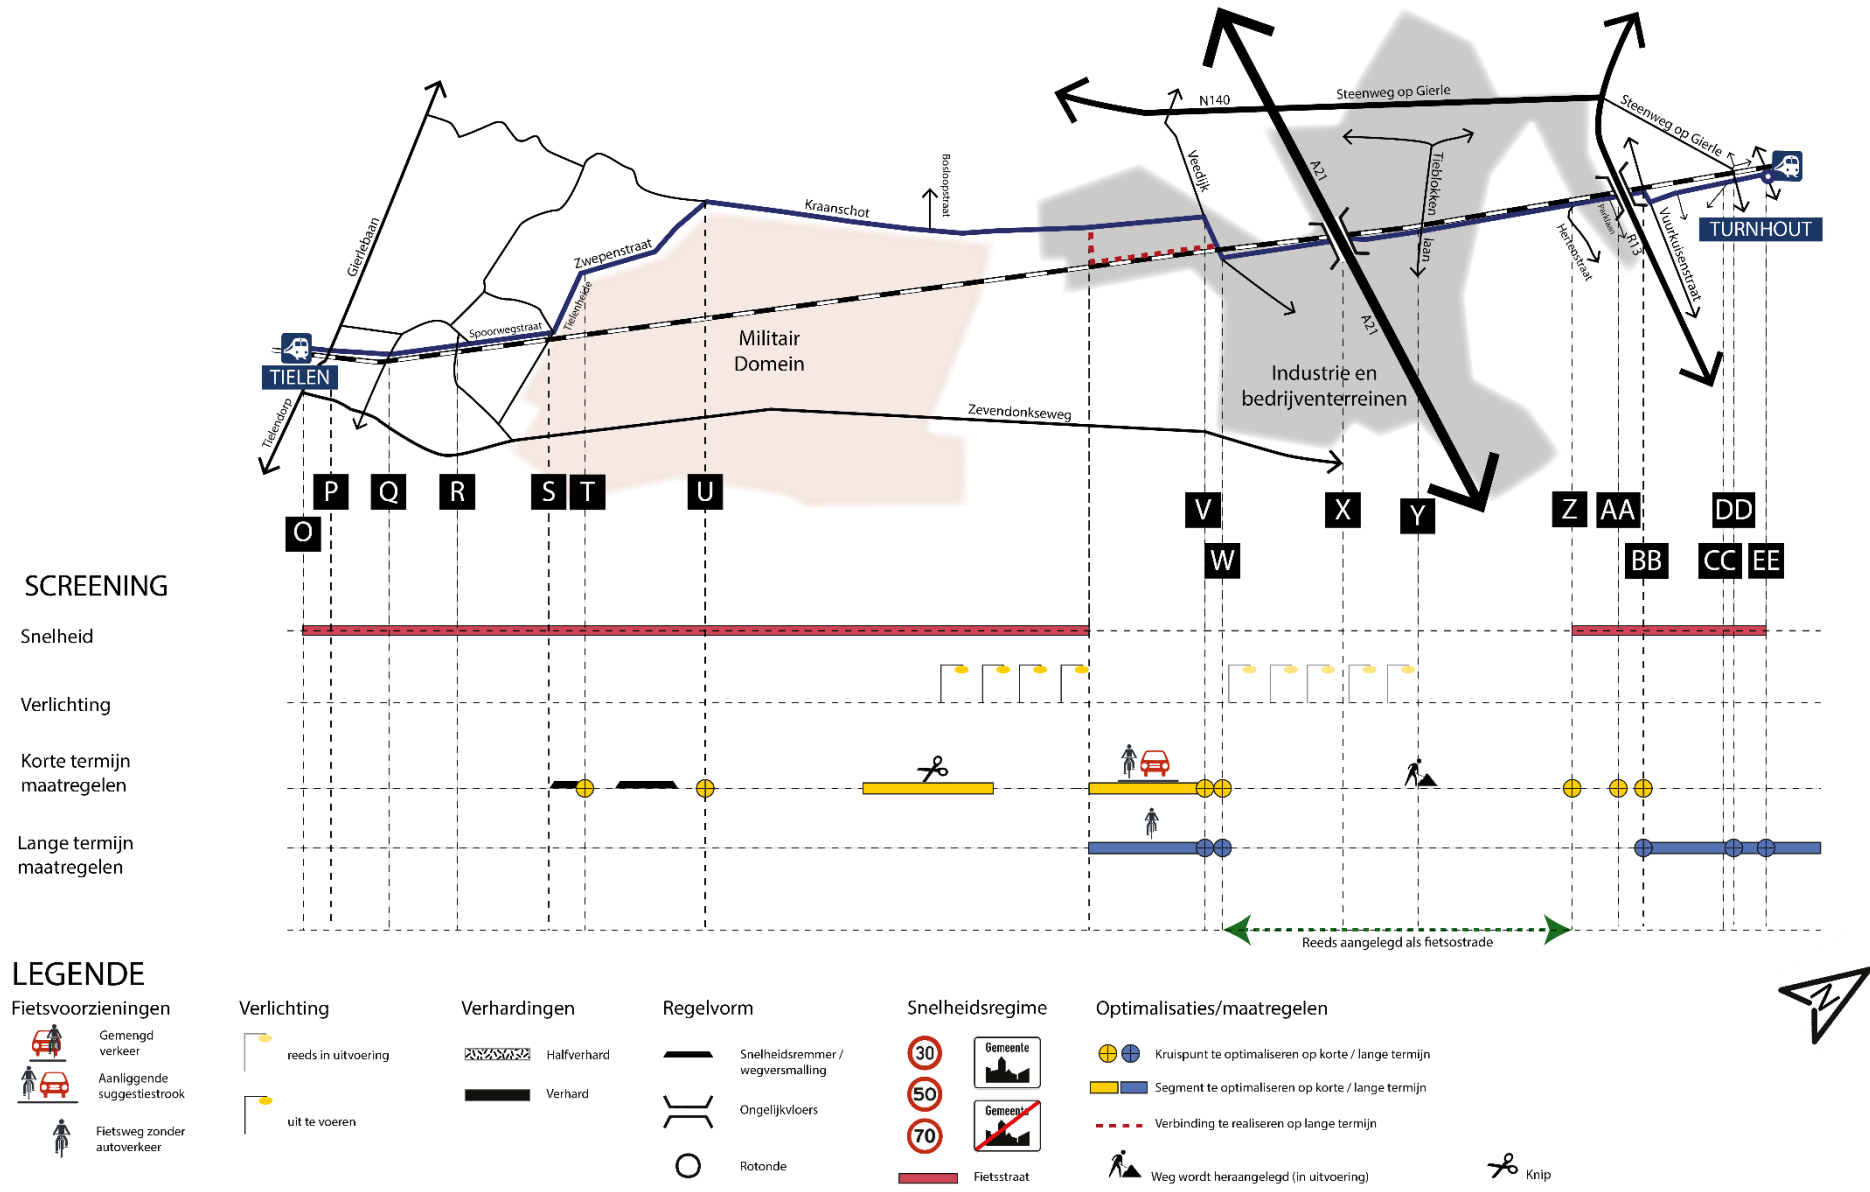 N140
Steenweg op Gierle
Steenweg op Gierle
A21
Tieblokken
laan
Veedijk
Bosloopstraat
Kraanschot
Gierlebaan
Zwepenstraat
Tielenheide
Spoorwegstraat
TIELEN
Tielendorp
Militair
Domein
Zevendonkseweg
A21
Industrie en
bedrijventerreinen
Hertenstraat
Parklaan
R13
Vuurkuisenstraat
TURNHOUT
O
P
Q
R
S
T
U
V
W
X
Y
Z
AA
BB
CC
DD
EE
SCREENING
Snelheid
Verlichting
Korte termijn
maatregelen
Lange termijn
maatregelen
Reeds aangelegd als fietsostrade
LEGENDE
Fietsvoorzieningen
Gemengd
verkeer
Aanliggende
suggestiestrook
Fietsweg zonder
autoverkeer
Verlichting
reeds in uitvoering
uit te voeren
Verhardingen
Halfverhard
Verhard
Regelvorm
Snelheidsremmer /
wegversmalling
Ongelijkvloers
Rotonde
Snelheidsregime
30
50
70
Gemeente
Gemeente
Fietsstraat
Optimalisaties/maatregelen
Kruispunt te optimaliseren op korte / lange termijn
Segment te optimaliseren op korte / lange termijn
Verbinding te realiseren op lange termijn
Weg wordt heraangelegd (in uitvoering)
Knip
N